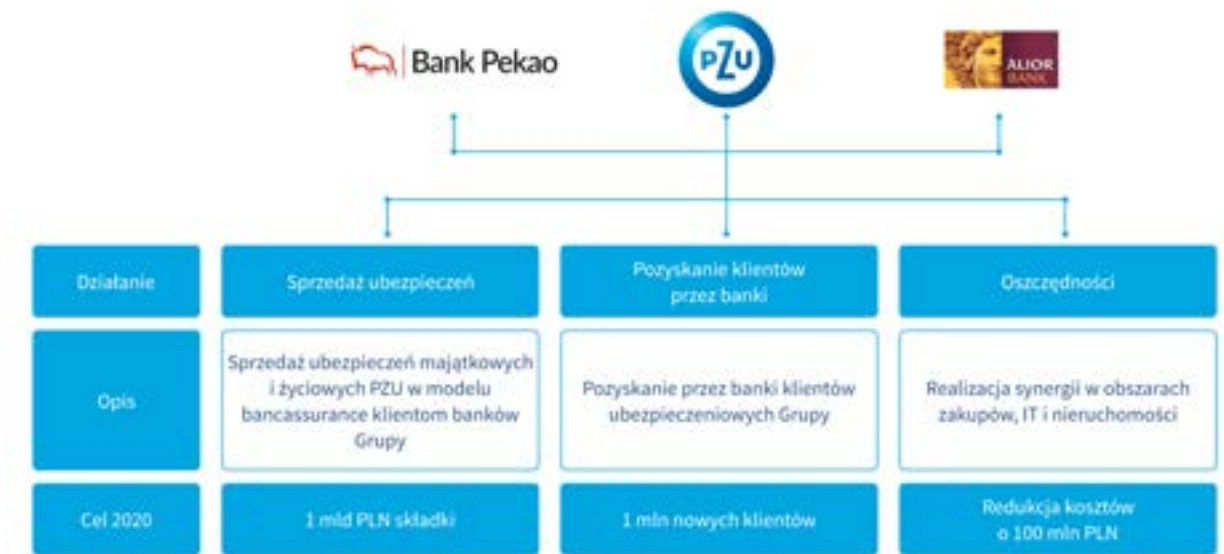 Bank Pekao
PZU
ALIOR
BANK
Działanie
Sprzedaż ubezpieczeń
Pozyskanie klientów
przez banki
Oszczędności
Opis
Sprzedaż ubezpieczeń majątkowych
i życiowych PZU w modelu
bancassurance klientom banków
Grupy
Pozyskanie przez banki klientów
ubezpieczeniowych Grupy
Realizacja synergii w obszarach
zakupów, IT i nieruchomości
Cel 2020
1 mld PLN składki
1 mln nowych klientów
Redukcja kosztów
o 100 mln PLN